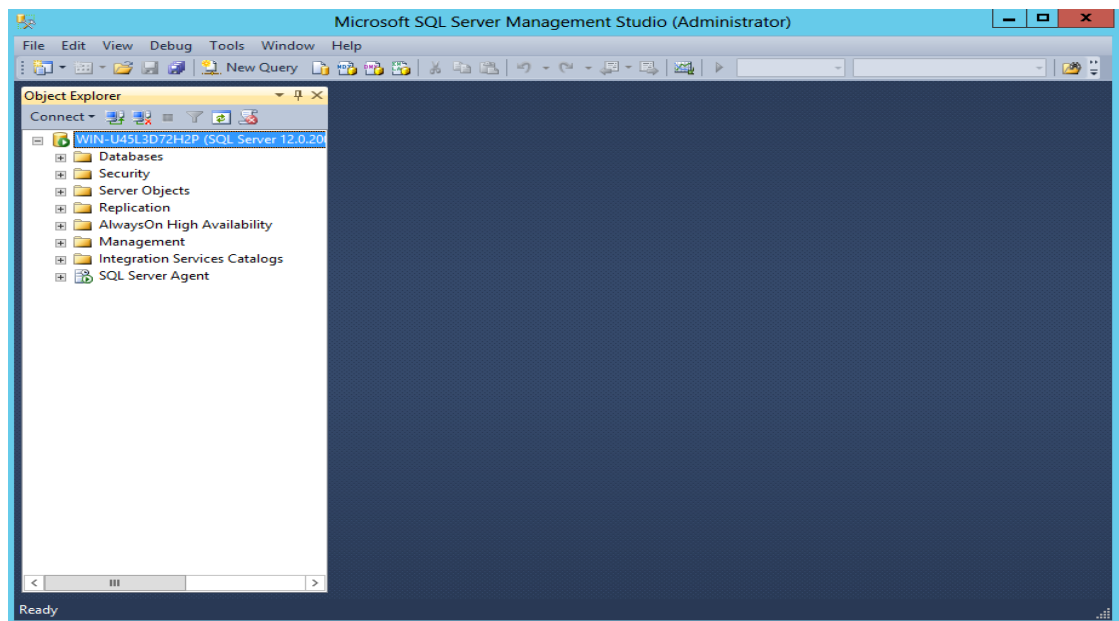 Microsoft SQL Server Management Studio (Administrator)
File Edit View Debug Tools Window Help
New Query
Object Explorer
Connect
WIN-U45L3D72H2P (SQL Server 12.0.20
Databases
Security
Server Objects
Replication
AlwaysOn High Availability
Management
Integration Services Catalogs
SQL Server Agent
Ready